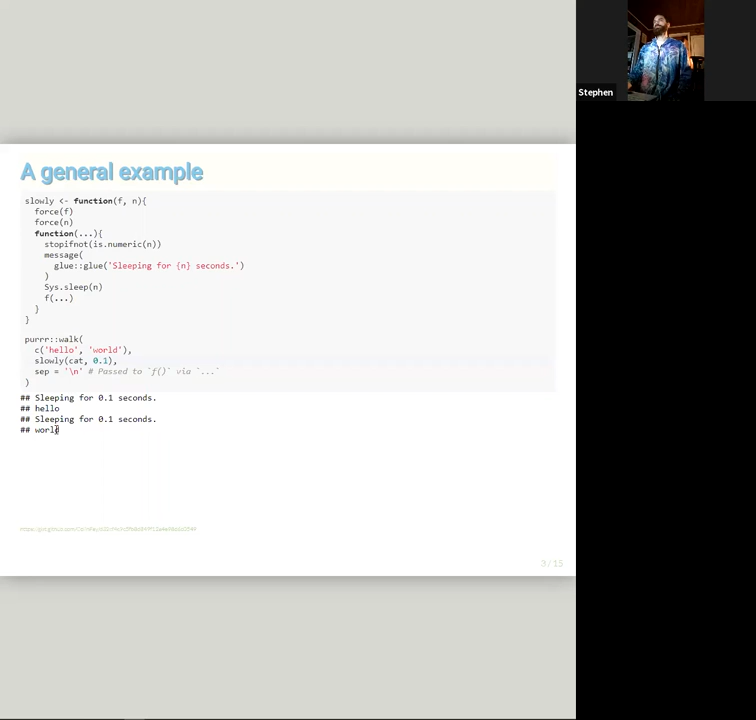 Stephen
A general example
slowly <- function(f, n){
force(f)
force(n)
function(...){
stopifnot(is.numeric(n))
message(
glue::glue('Sleeping for {n} seconds.')
)
Sys.sleep(n)
f(...)
}
}
purrr::walk(
c('hello', 'world'),
slowly(cat, 0.1),
sep = '\n' # Passed to `f()` via `...`
)
## Sleeping for 0.1 seconds.
## hello
## Sleeping for 0.1 seconds.
## world
3 / 15